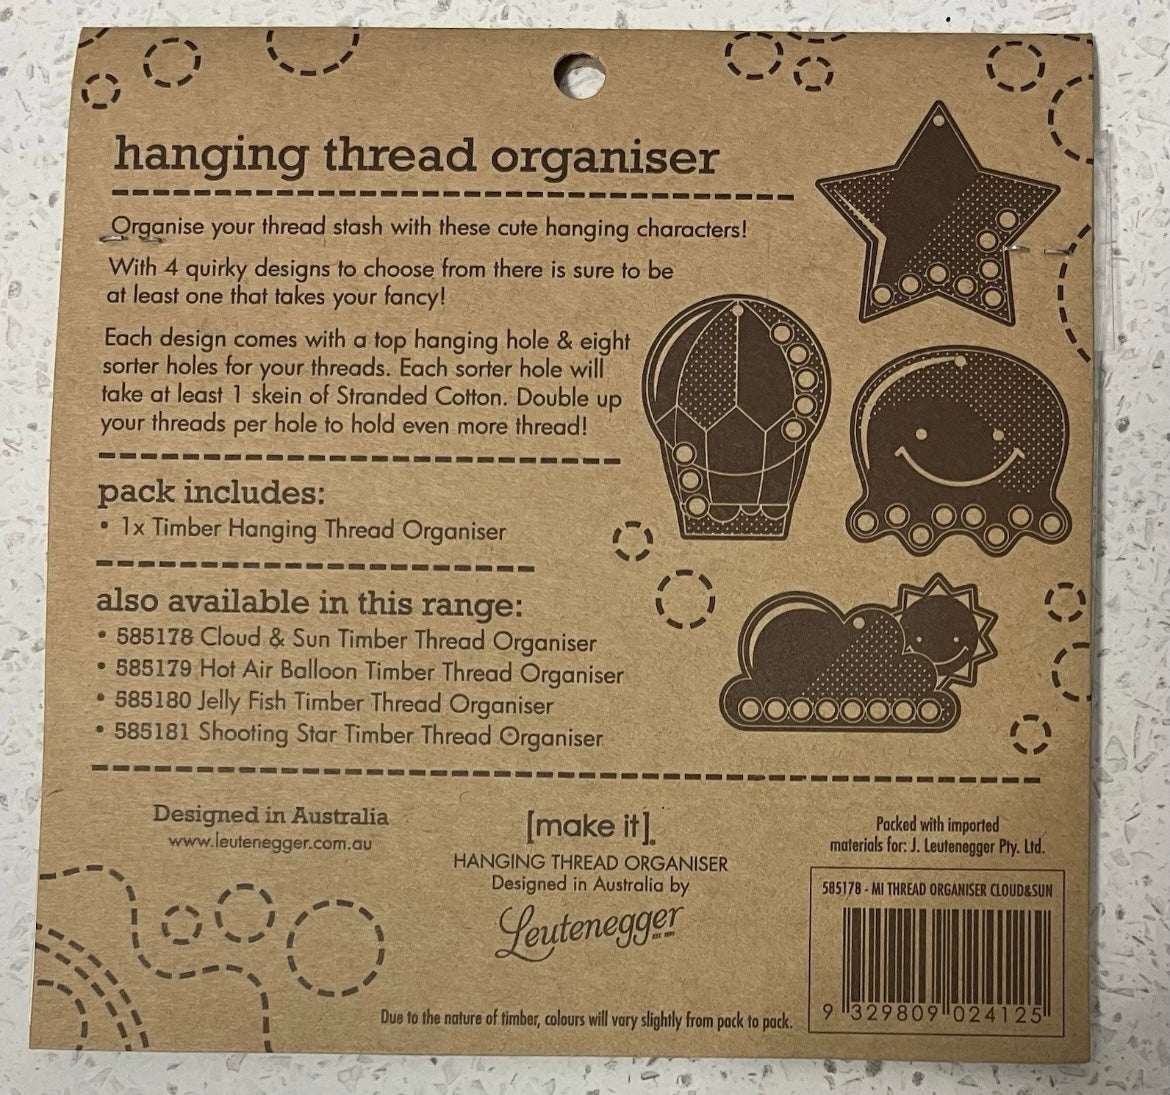 hanging thread organiser
Organise your thread stash with these cute hanging characters!
With 4 quirky designs to choose from there is sure to be
at least one that takes your fancy!
Each design comes with a top hanging hole & eight
sorter holes for your threads. Each sorter hole will
take at least 1 skein of Stranded Cotton. Double up
your threads per hole to hold even more thread!
pack includes:
• 1x Timber Hanging Thread Organiser
also available in this range:
• 585178 Cloud & Sun Timber Thread Organiser
• 585179 Hot Air Balloon Timber Thread Organiser
• 585180 Jelly Fish Timber Thread Organiser
• 585181 Shooting Star Timber Thread Organiser
Designed in Australia
www.leutenegger.com.au
[make it].
HANGING THREAD ORGANISER
Designed in Australia by
Leutenegger
Packed with imported
materials for: J. Leutenegger Pty. Ltd.
585178 - MI THREAD ORGANISER CLOUD&SUN
9 329809 024125
Due to the nature of timber, colours will vary slightly from pack to pack.